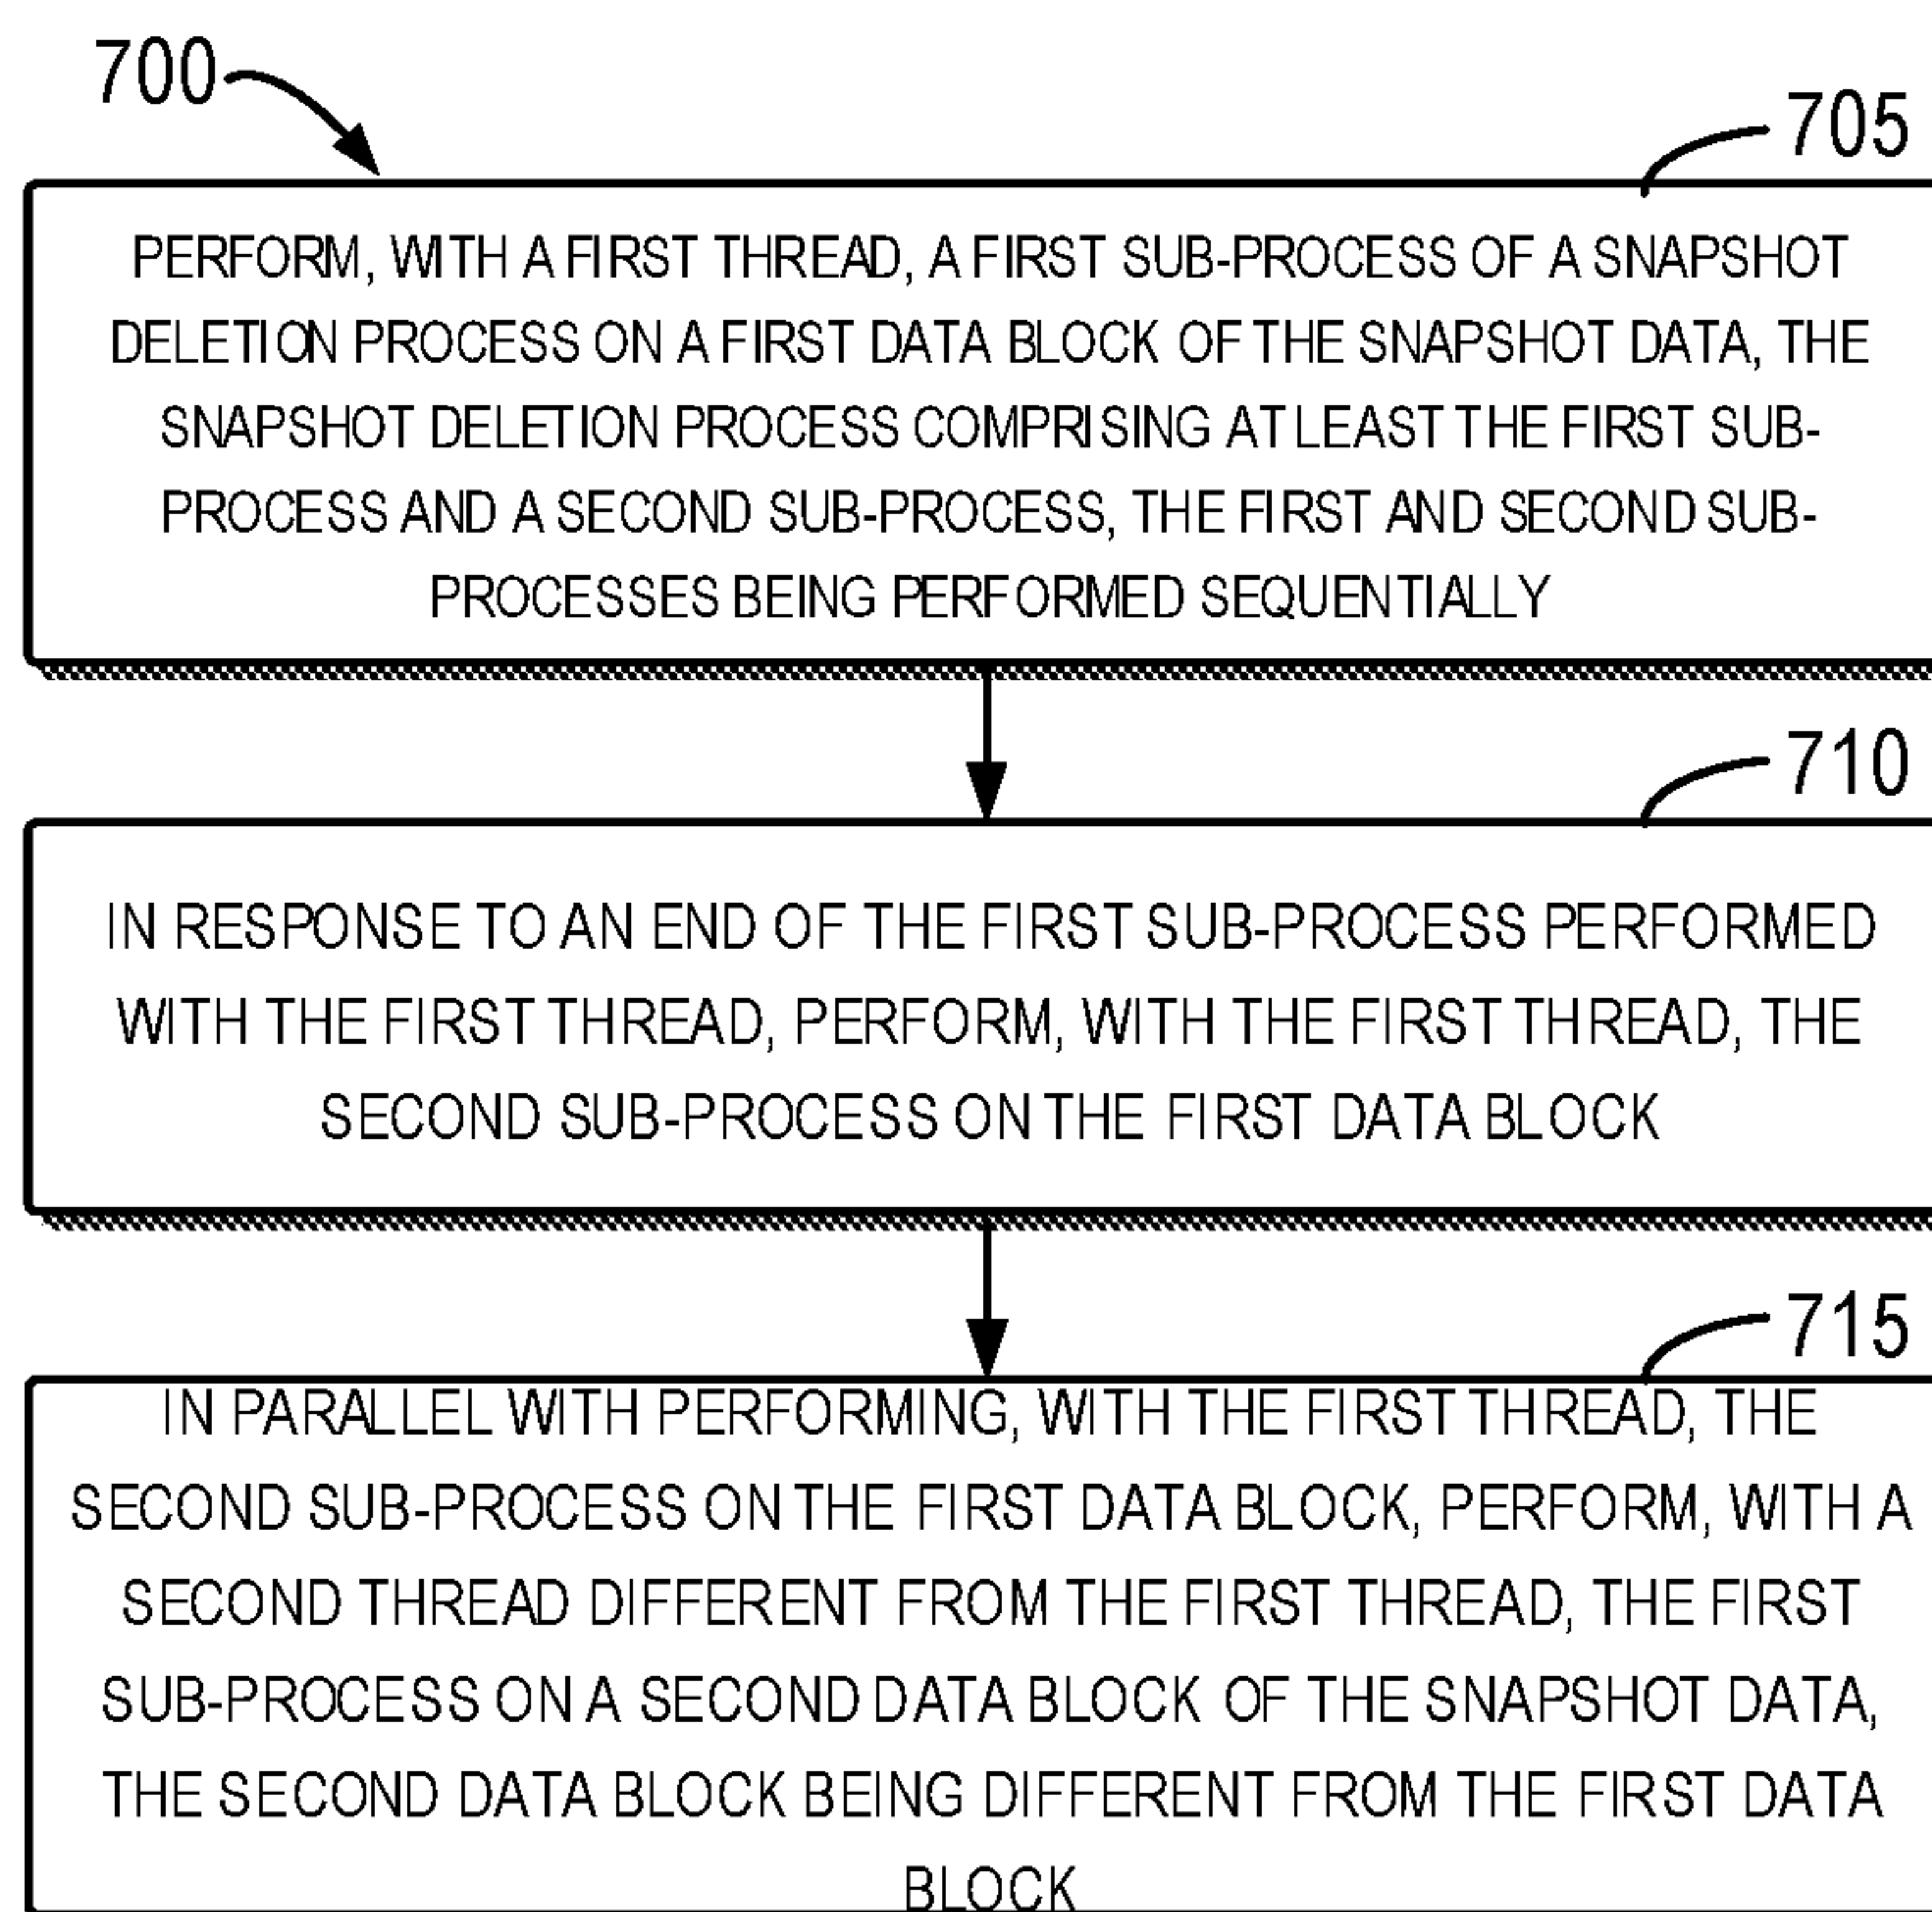 700
705
PERFORM, WITH A FIRST THREAD, A FIRST SUB-PROCESS OF A SNAPSHOT
DELETION PROCESS ON A FIRST DATA BLOCK OF THE SNAPSHOT DATA, THE
SNAPSHOT DELETION PROCESS COMPRISING AT LEAST THE FIRST SUB-
PROCESS AND A SECOND SUB-PROCESS, THE FIRST AND SECOND SUB-
PROCESSES BEING PERFORMED SEQUENTIALLY
710
IN RESPONSE TO AN END OF THE FIRST SUB-PROCESS PERFORMED
WITH THE FIRST THREAD, PERFORM, WITH THE FIRST THREAD, THE
SECOND SUB-PROCESS ON THE FIRST DATA BLOCK
715
IN PARALLEL WITH PERFORMING, WITH THE FIRST THREAD, THE
SECOND SUB-PROCESS ON THE FIRST DATA BLOCK, PERFORM, WITH A
SECOND THREAD DIFFERENT FROM THE FIRST THREAD, THE FIRST
SUB-PROCESS ON A SECOND DATA BLOCK OF THE SNAPSHOT DATA,
THE SECOND DATA BLOCK BEING DIFFERENT FROM THE FIRST DATA
BLOCK